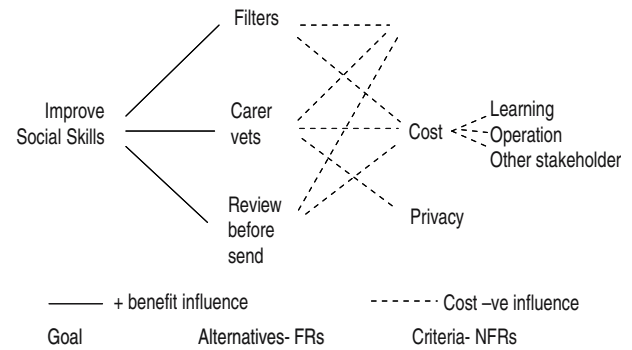 Filters
Improve
Social Skills
Carer
vets
Cost
Learning
Operation
Other stakeholder
Review
before
send
Privacy
+ benefit influence
Cost –ve influence
Goal
Alternatives- FRs
Criteria- NFRs